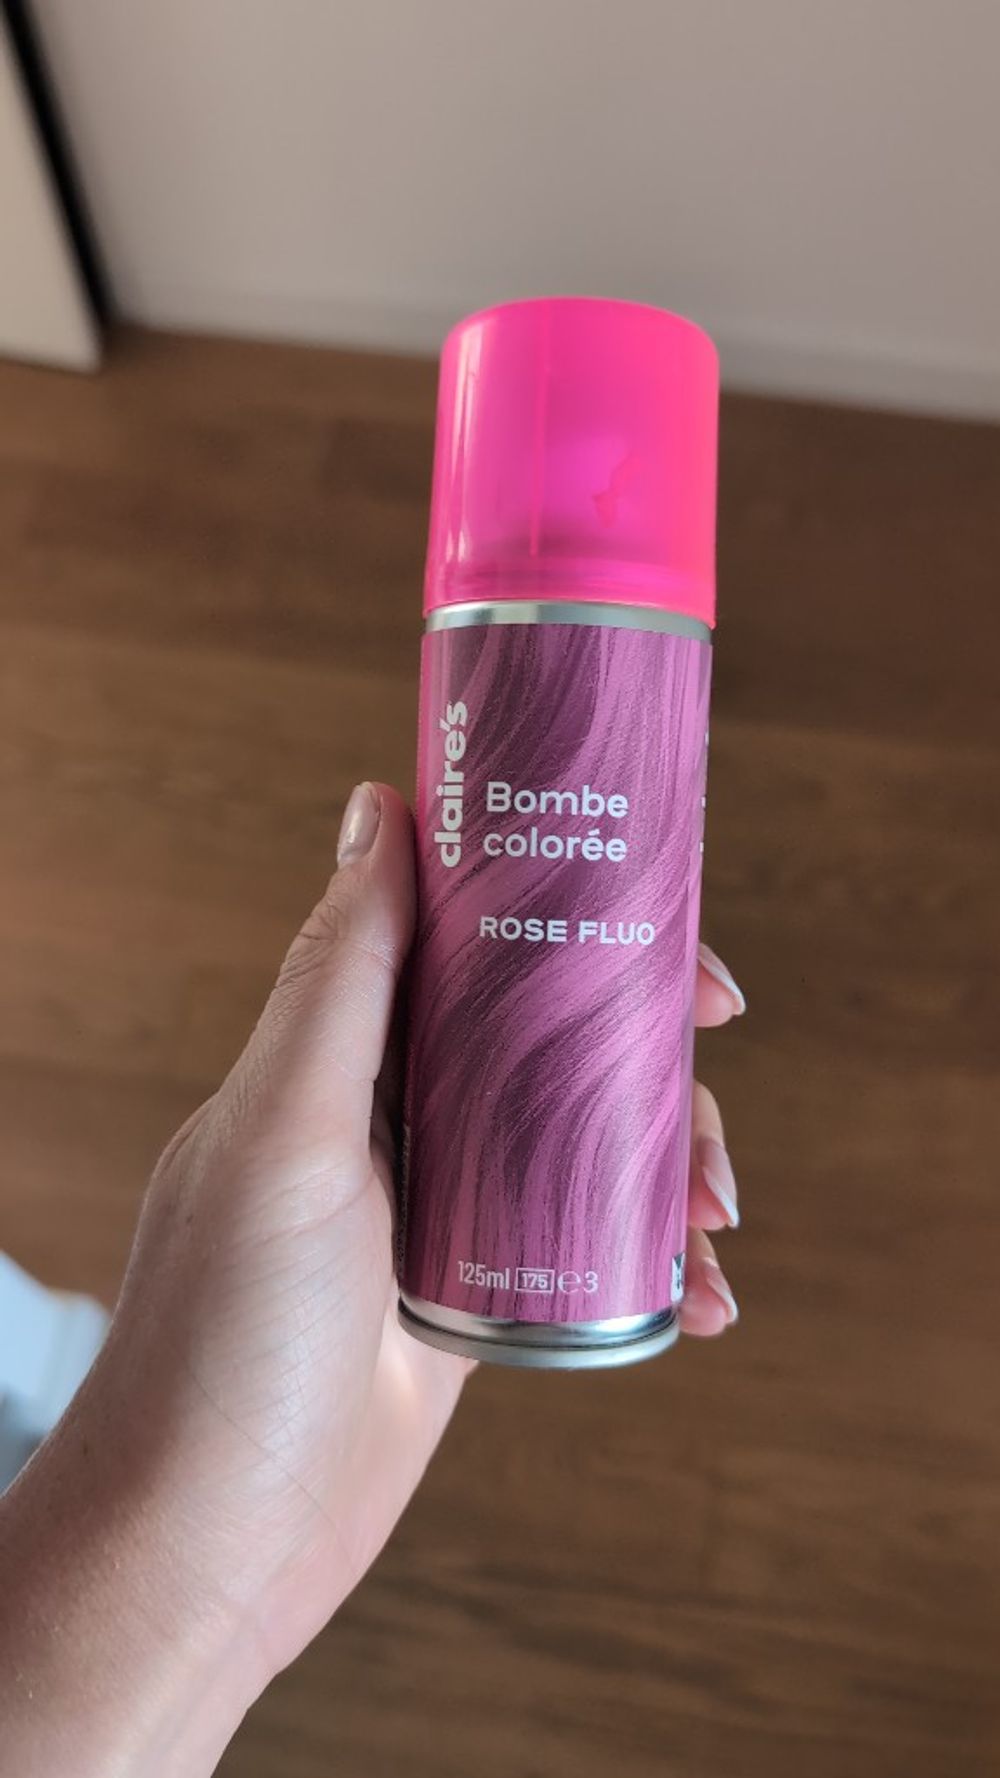 claire's
Bombe
colorée
ROSE FLUO
125ml 175 ℮ 3